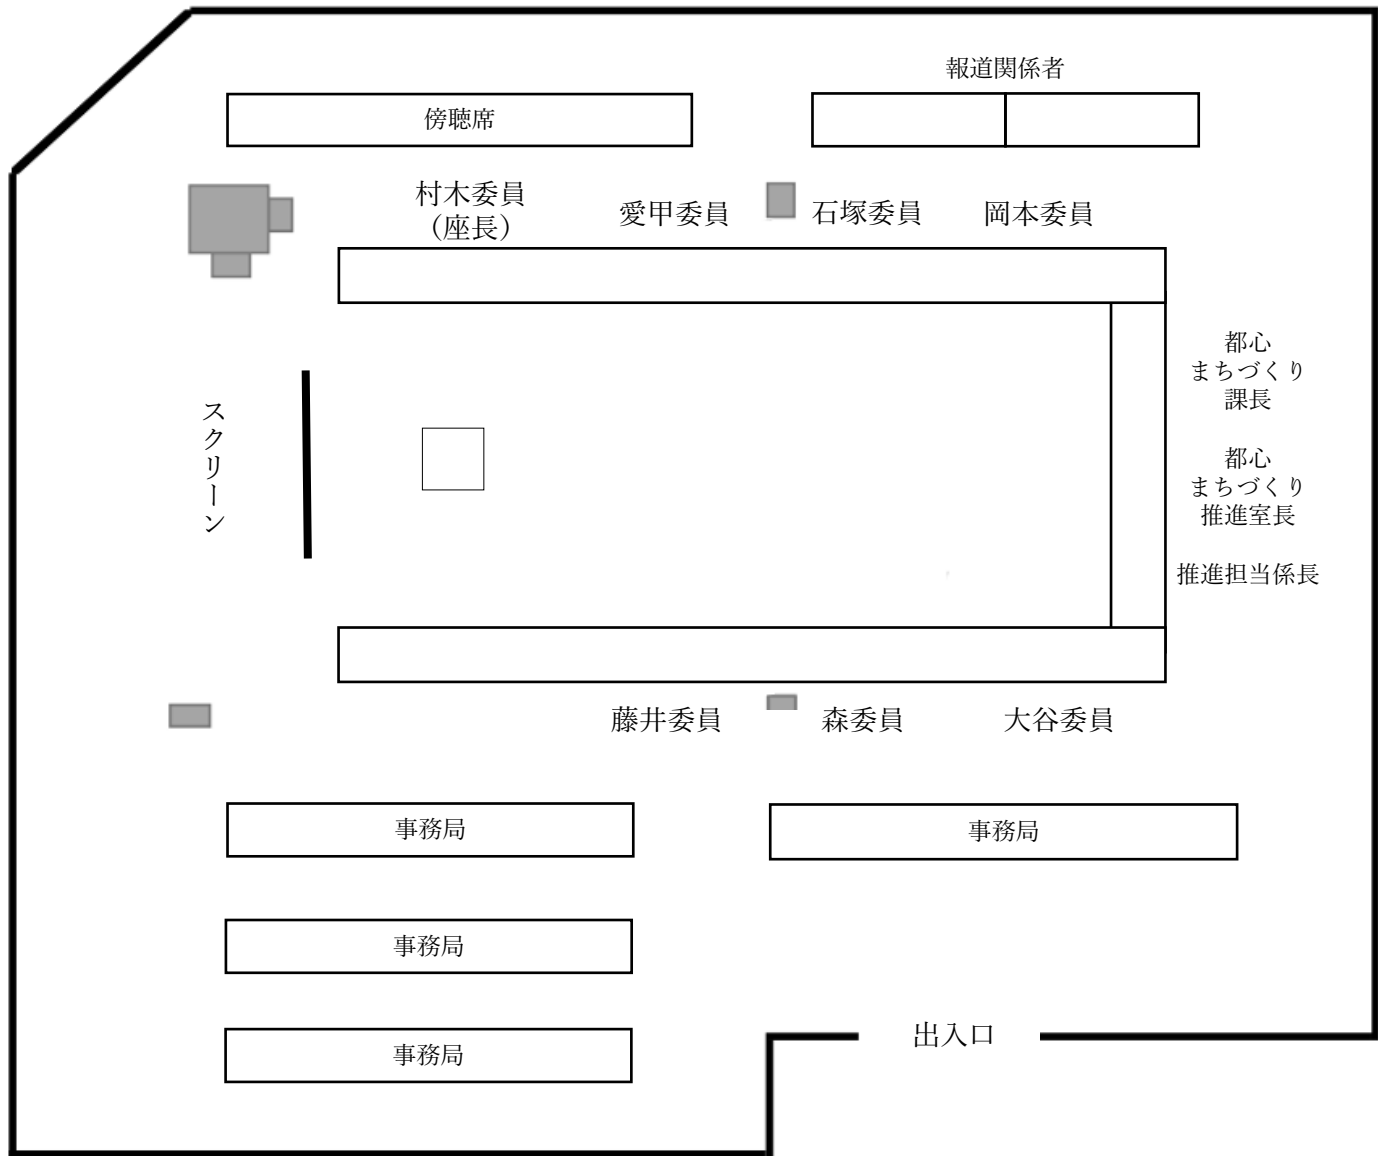 報道関係者
傍聴席
村木委員
（座長）
愛甲委員
石塚委員
岡本委員
都心
まちづくり
課長
スクリーン
都心
まちづくり
推進室長
推進担当係長
藤井委員
森委員
大谷委員
事務局
事務局
事務局
出入口
事務局